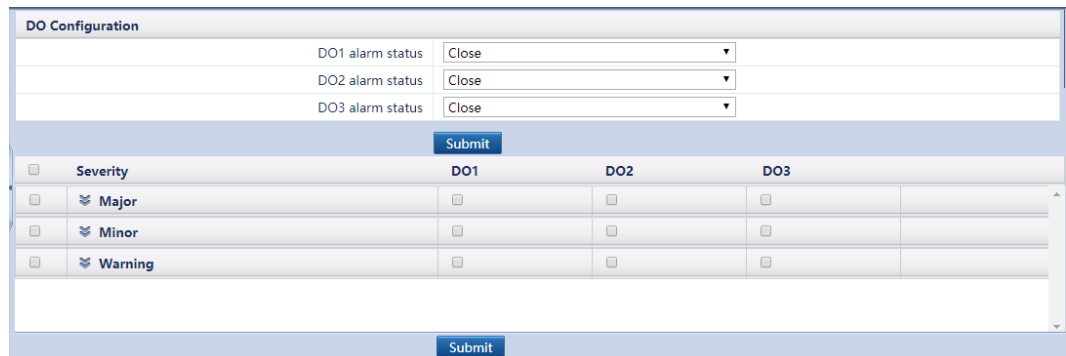 DO Configuration
DO1 alarm status Close
DO2 alarm status Close
DO3 alarm status Close
Submit
Severity DO1 DO2 DO3
Major
Minor
Warning
Submit